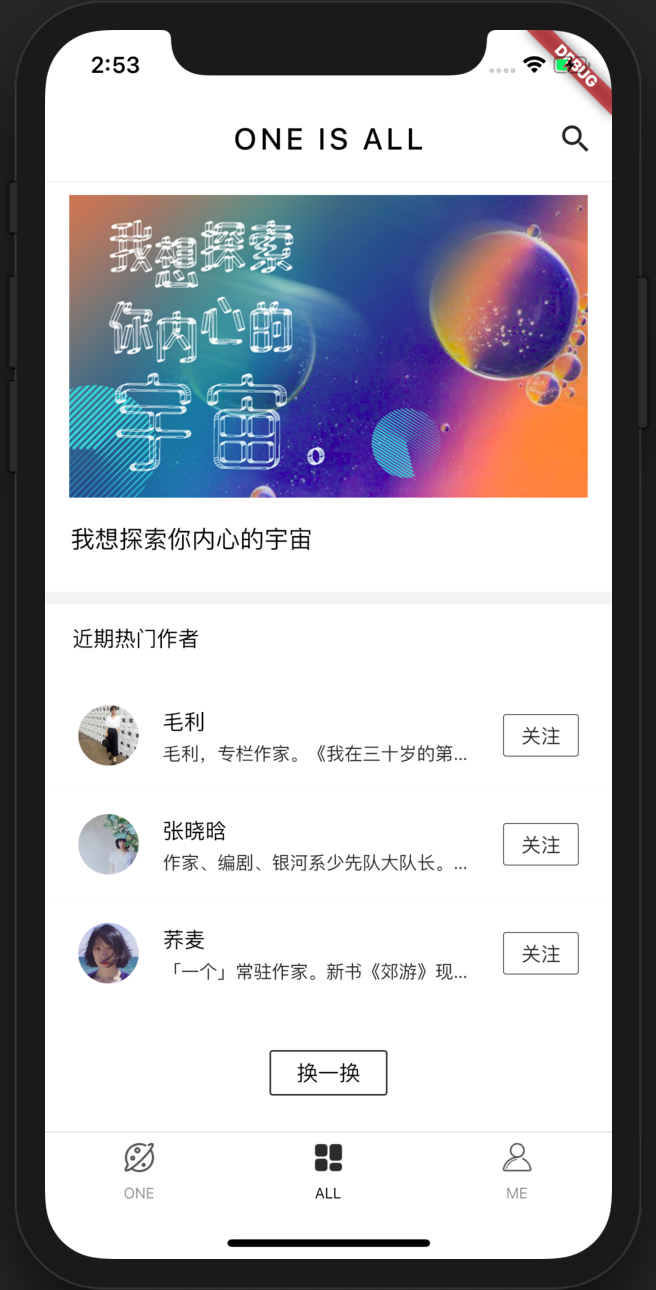 2:53
DEBUG
ONE IS ALL
我想探索
你内心的
宇宙。
我想探索你内心的宇宙
近期热门作者
毛利
毛利，专栏作家。《我在三十岁的第...
关注
张晓晗
作家、编剧、银河系少先队大队长。...
关注
荞麦
「一个」常驻作家。新书《郊游》现...
关注
换一换
ONE
ALL
ME